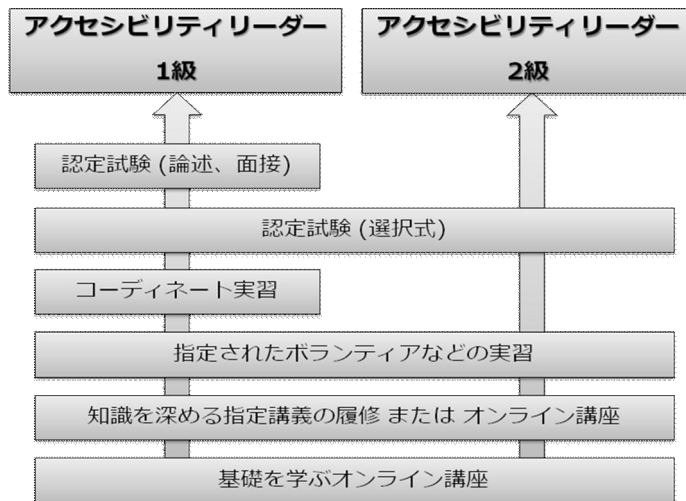 アクセシビリティリーダー
1級
アクセシビリティリーダー
2級
認定試験 (論述、面接)
認定試験 (選択式)
コーディネート実習
指定されたボランティアなどの実習
知識を深める指定講義の履修 または オンライン講座
基礎を学ぶオンライン講座